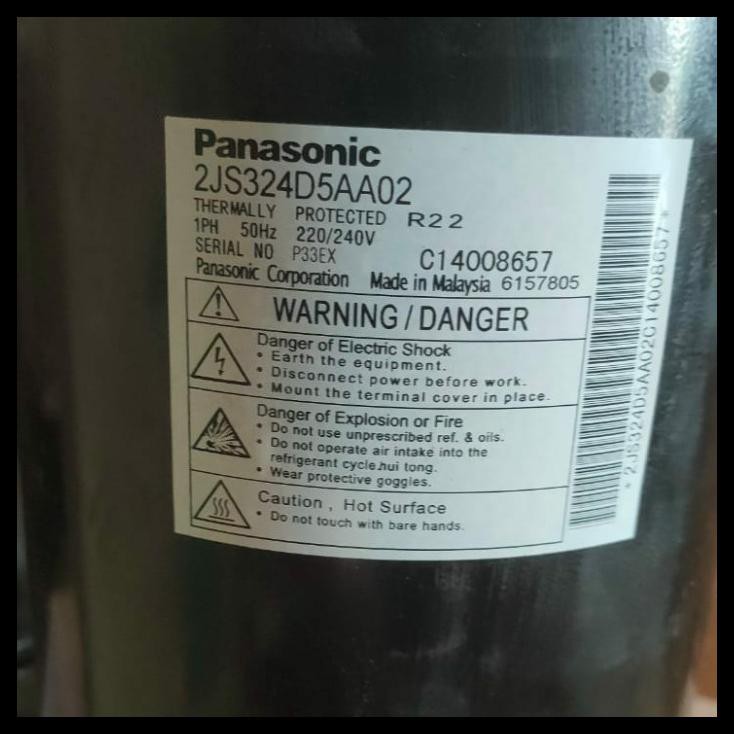 Panasonic
2JS324D5AA02
THERMALLY PROTECTED R22
1PH 50Hz 220/240V
SERIAL NO P33EX C14008657
Panasonic Corporation Made in Malaysia 6157805
WARNING/DANGER
Danger of Electric Shock
• Earth the equipment.
• Disconnect power before work.
• Mount the terminal cover in place.
Danger of Explosion or Fire
• Do not use unprescribed ref. & oils.
• Do not operate air intake into the
refrigerant cycle.hui tong.
• Wear protective goggles.
Caution, Hot Surface
• Do not touch with bare hands.
*2JS324D5AA02C14008657*